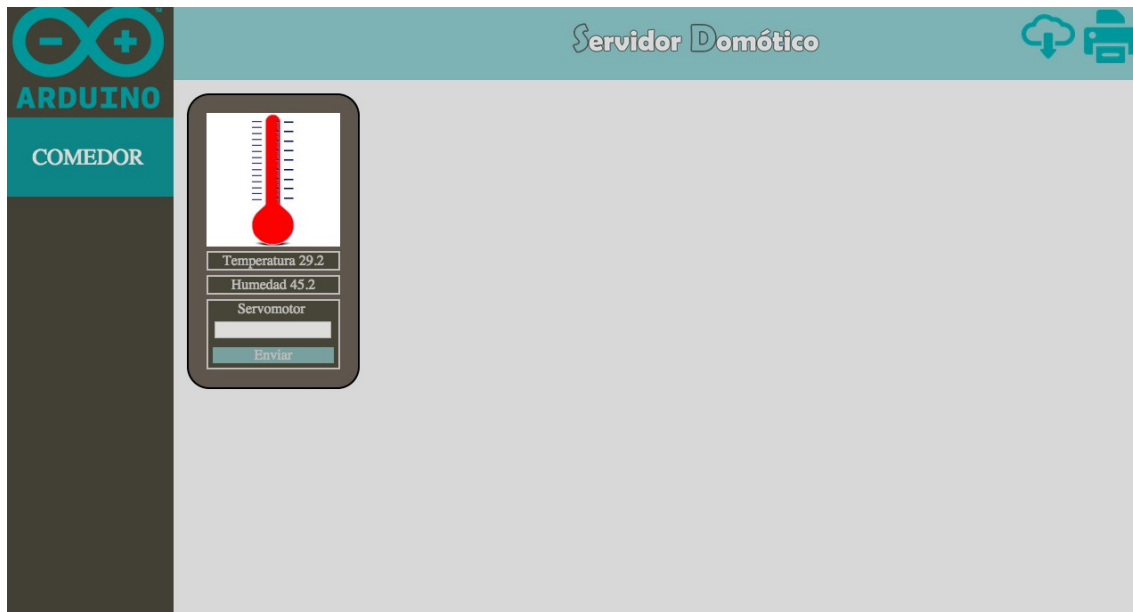 ARDUINO
Servidor Domótico
COMEDOR
Temperatura 29.2
Humedad 45.2
Servomotor
Enviar